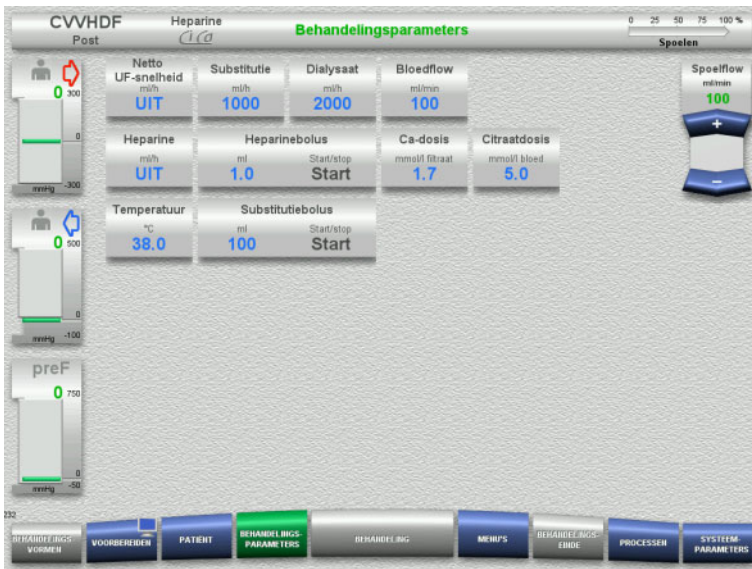 CVVHDF
Post
Heparine
CiCa
Behandelingsparameters
0 25 50 75 100 %
Spoelen
0 300
0
mmHg -300
Netto
UF-snelheid
ml/h
UIT
Substitutie
ml/h
1000
Dialysaat
ml/h
2000
Bloedflow
ml/min
100
Spoelflow
ml/min
100
+
–
Heparine
ml/h
UIT
Heparinebolus
ml Start/stop
1.0 Start
Ca-dosis
mmol/l filtraat
1.7
Citraatdosis
mmol/l bloed
5.0
0 500
0
mmHg -100
Temperatuur
°C
38.0
Substitutiebolus
ml Start/stop
100 Start
preF
0 750
0
mmHg -50
232
BEHANDELINGS-
VORMEN
VOORBEREIDEN
PATIËNT
BEHANDELINGS-
PARAMETERS
BEHANDELING
MENU'S
BEHANDELINGS-
EINDE
PROCESSEN
SYSTEEM-
PARAMETERS